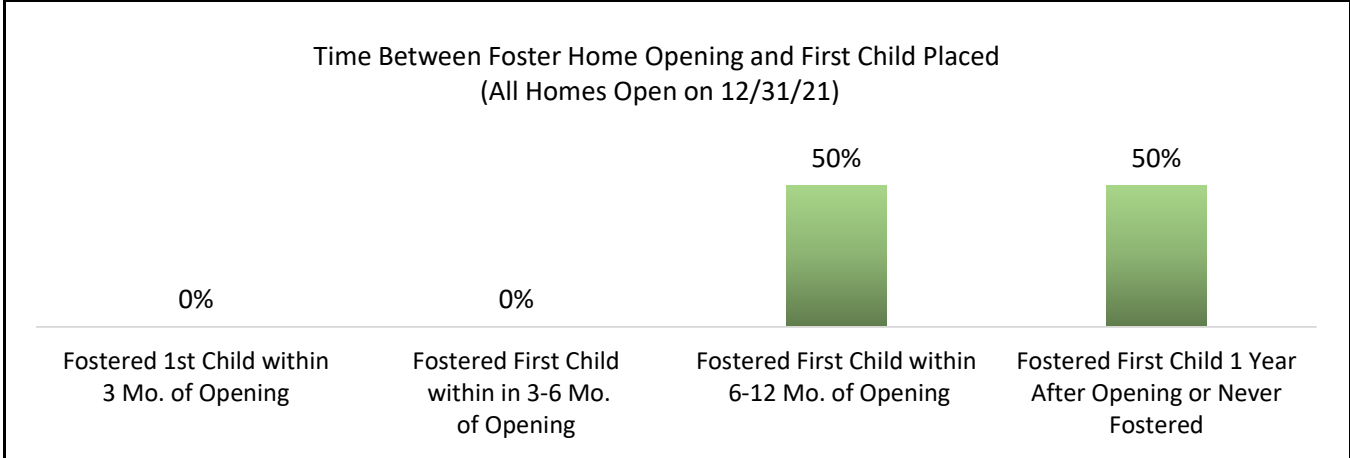 Time Between Foster Home Opening and First Child Placed
(All Homes Open on 12/31/21)
50%
50%
0%
0%
Fostered 1st Child within
3 Mo. of Opening
Fostered First Child
within in 3-6 Mo.
of Opening
Fostered First Child within
6-12 Mo. of Opening
Fostered First Child 1 Year
After Opening or Never
Fostered